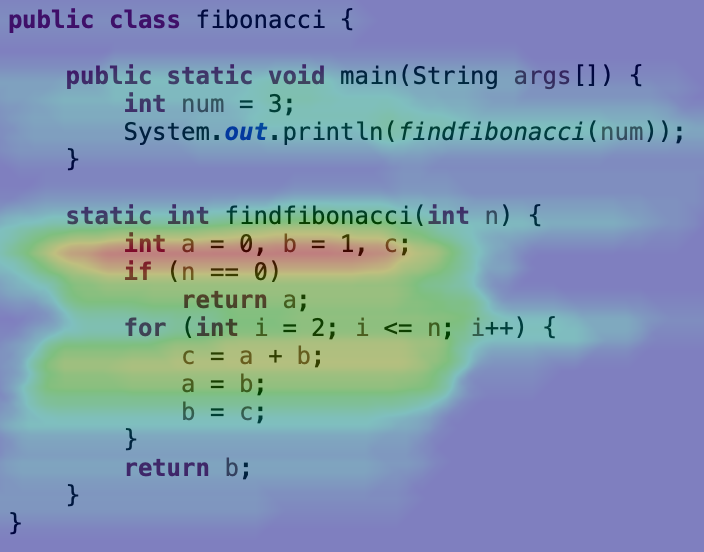 public class fibonacci {
public static void main(String args[]) {
int num = 3;
System.out.println(findfibonacci(num));
}
static int findfibonacci(int n) {
int a = 0, b = 1, c;
if (n == 0)
return a;
for (int i = 2; i <= n; i++) {
c = a + b;
a = b;
b = c;
}
return b;
}
}